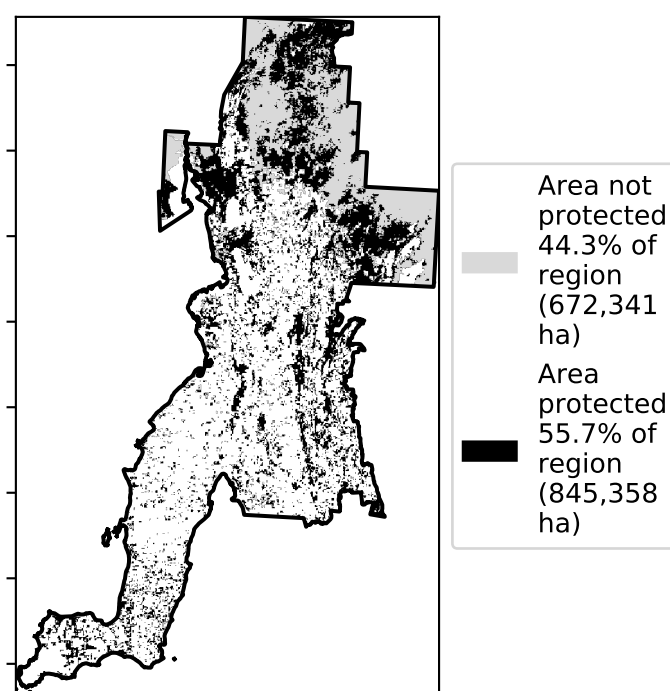 Area not
protected
44.3% of
region
(672,341
ha)
Area
protected
55.7% of
region
(845,358
ha)